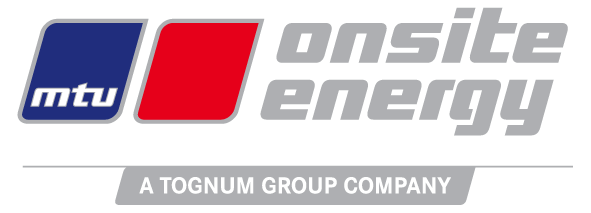 mtu
onsite
energy
A TOGNUM GROUP COMPANY